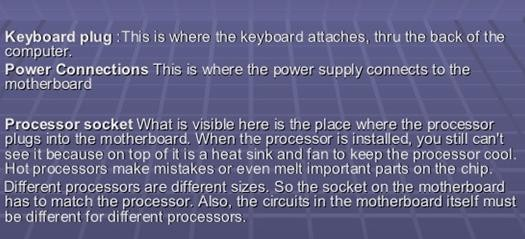 Keyboard plug :This is where the keyboard attaches, thru the back of the
computer.
Power Connections This is where the power supply connects to the
motherboard
Processor socket What is visible here is the place where the processor
plugs into the motherboard. When the processor is installed, you still can't
see it because on top of it is a heat sink and fan to keep the processor cool.
Hot processors make mistakes or even melt important parts on the chip.
Different processors are different sizes. So the socket on the motherboard
has to match the processor. Also, the circuits in the motherboard itself must
be different for different processors.